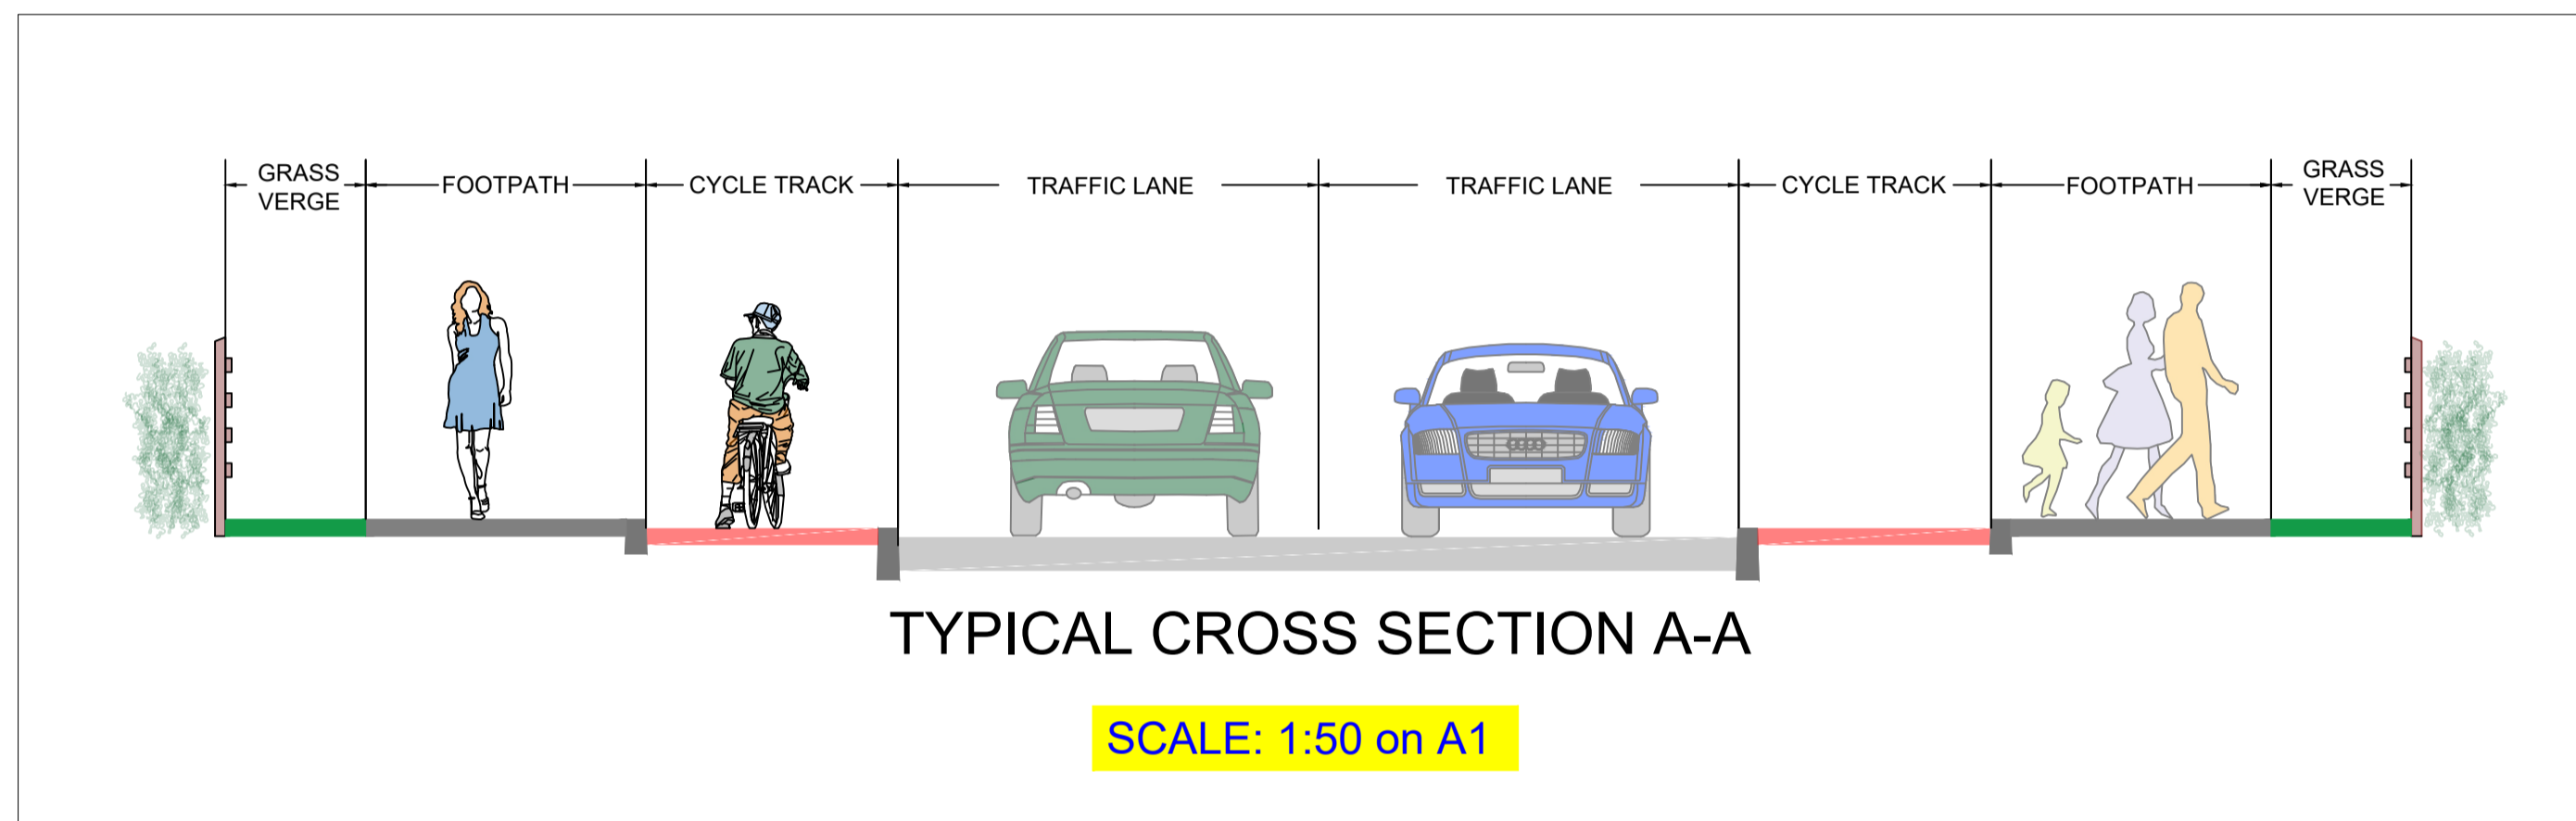 GRASS
VERGE
FOOTPATH
CYCLE TRACK
TRAFFIC LANE
TRAFFIC LANE
CYCLE TRACK
FOOTPATH
GRASS
VERGE
TYPICAL CROSS SECTION A-A
SCALE: 1:50 on A1